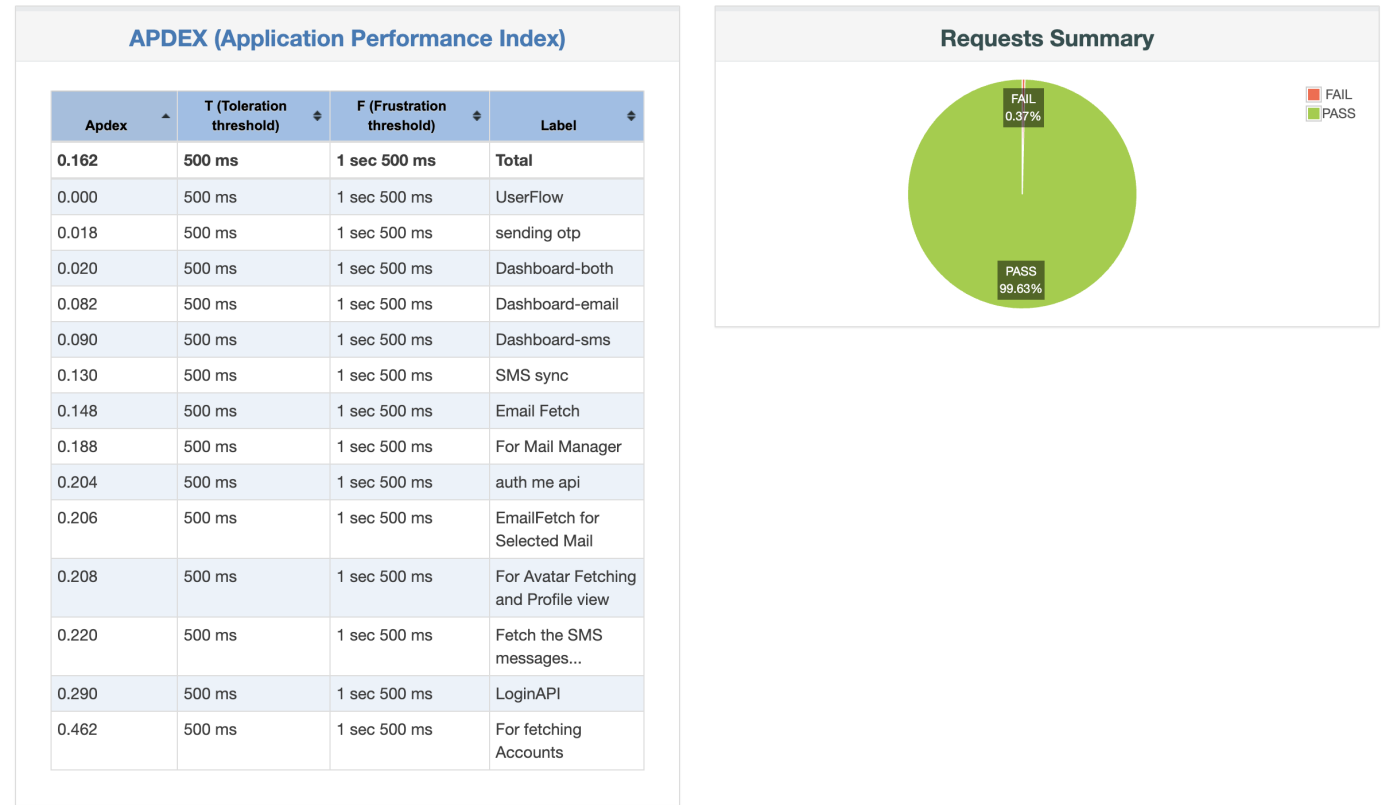 APDEX (Application Performance Index)
Apdex T (Toleration threshold) F (Frustration threshold) Label
0.162 500 ms 1 sec 500 ms Total
0.000 500 ms 1 sec 500 ms UserFlow
0.018 500 ms 1 sec 500 ms sending otp
0.020 500 ms 1 sec 500 ms Dashboard-both
0.082 500 ms 1 sec 500 ms Dashboard-email
0.090 500 ms 1 sec 500 ms Dashboard-sms
0.130 500 ms 1 sec 500 ms SMS sync
0.148 500 ms 1 sec 500 ms Email Fetch
0.188 500 ms 1 sec 500 ms For Mail Manager
0.204 500 ms 1 sec 500 ms auth me api
0.206 500 ms 1 sec 500 ms EmailFetch for
Selected Mail
0.208 500 ms 1 sec 500 ms For Avatar Fetching
and Profile view
0.220 500 ms 1 sec 500 ms Fetch the SMS
messages...
0.290 500 ms 1 sec 500 ms LoginAPI
0.462 500 ms 1 sec 500 ms For fetching
Accounts
Requests Summary
FAIL
0.37%
PASS
99.63%
FAIL
PASS